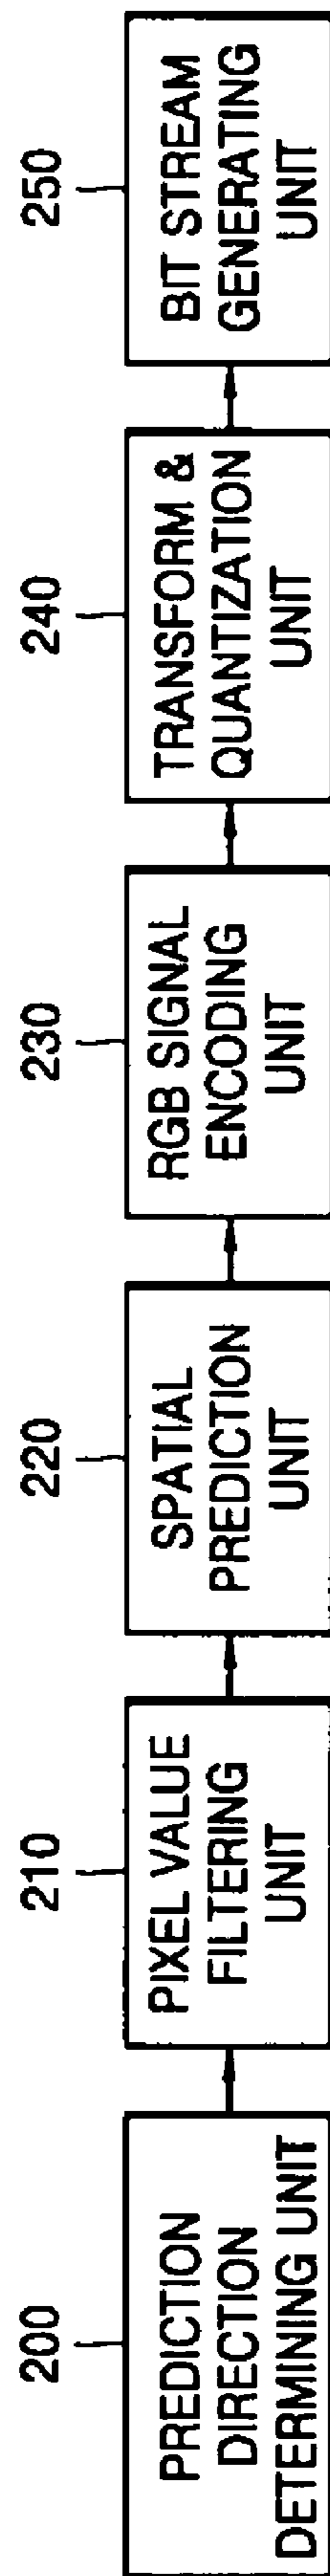 200
PREDICTION
DIRECTION
DETERMINING UNIT
210
PIXEL VALUE
FILTERING
UNIT
220
SPATIAL
PREDICTION
UNIT
230
RGB SIGNAL
ENCODING
UNIT
240
TRANSFORM &
QUANTIZATION
UNIT
250
BIT STREAM
GENERATING
UNIT